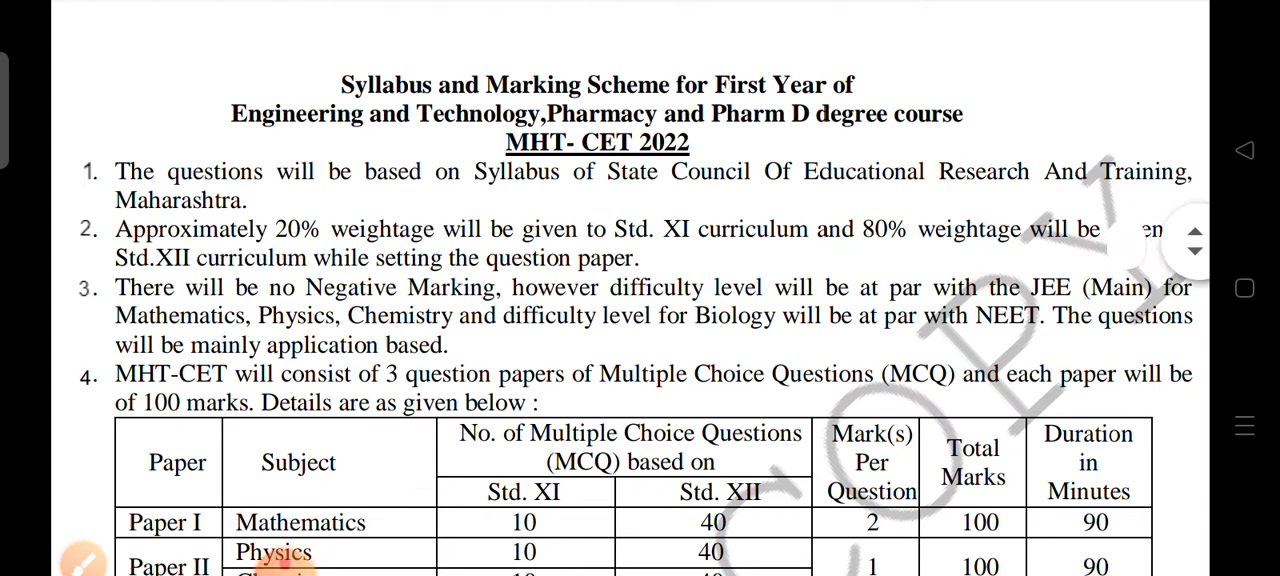 Syllabus and Marking Scheme for First Year of
Engineering and Technology,Pharmacy and Pharm D degree course
MHT- CET 2022
1. The questions will be based on Syllabus of State Council Of Educational Research And Training,
Maharashtra.
2. Approximately 20% weightage will be given to Std. XI curriculum and 80% weightage will be
Std.XII curriculum while setting the question paper.
3. There will be no Negative Marking, however difficulty level will be at par with the JEE (Main) for
Mathematics, Physics, Chemistry and difficulty level for Biology will be at par with NEET. The questions
will be mainly application based.
4. MHT-CET will consist of 3 question papers of Multiple Choice Questions (MCQ) and each paper will be
of 100 marks. Details are as given below :
Paper Subject No. of Multiple Choice Questions (MCQ) based on Mark(s) Per Question Total Marks Duration in Minutes
Std. XI Std. XII
Paper I Mathematics 10 40 2 100 90
Paper II Physics 10 40 1 100 90
COPY